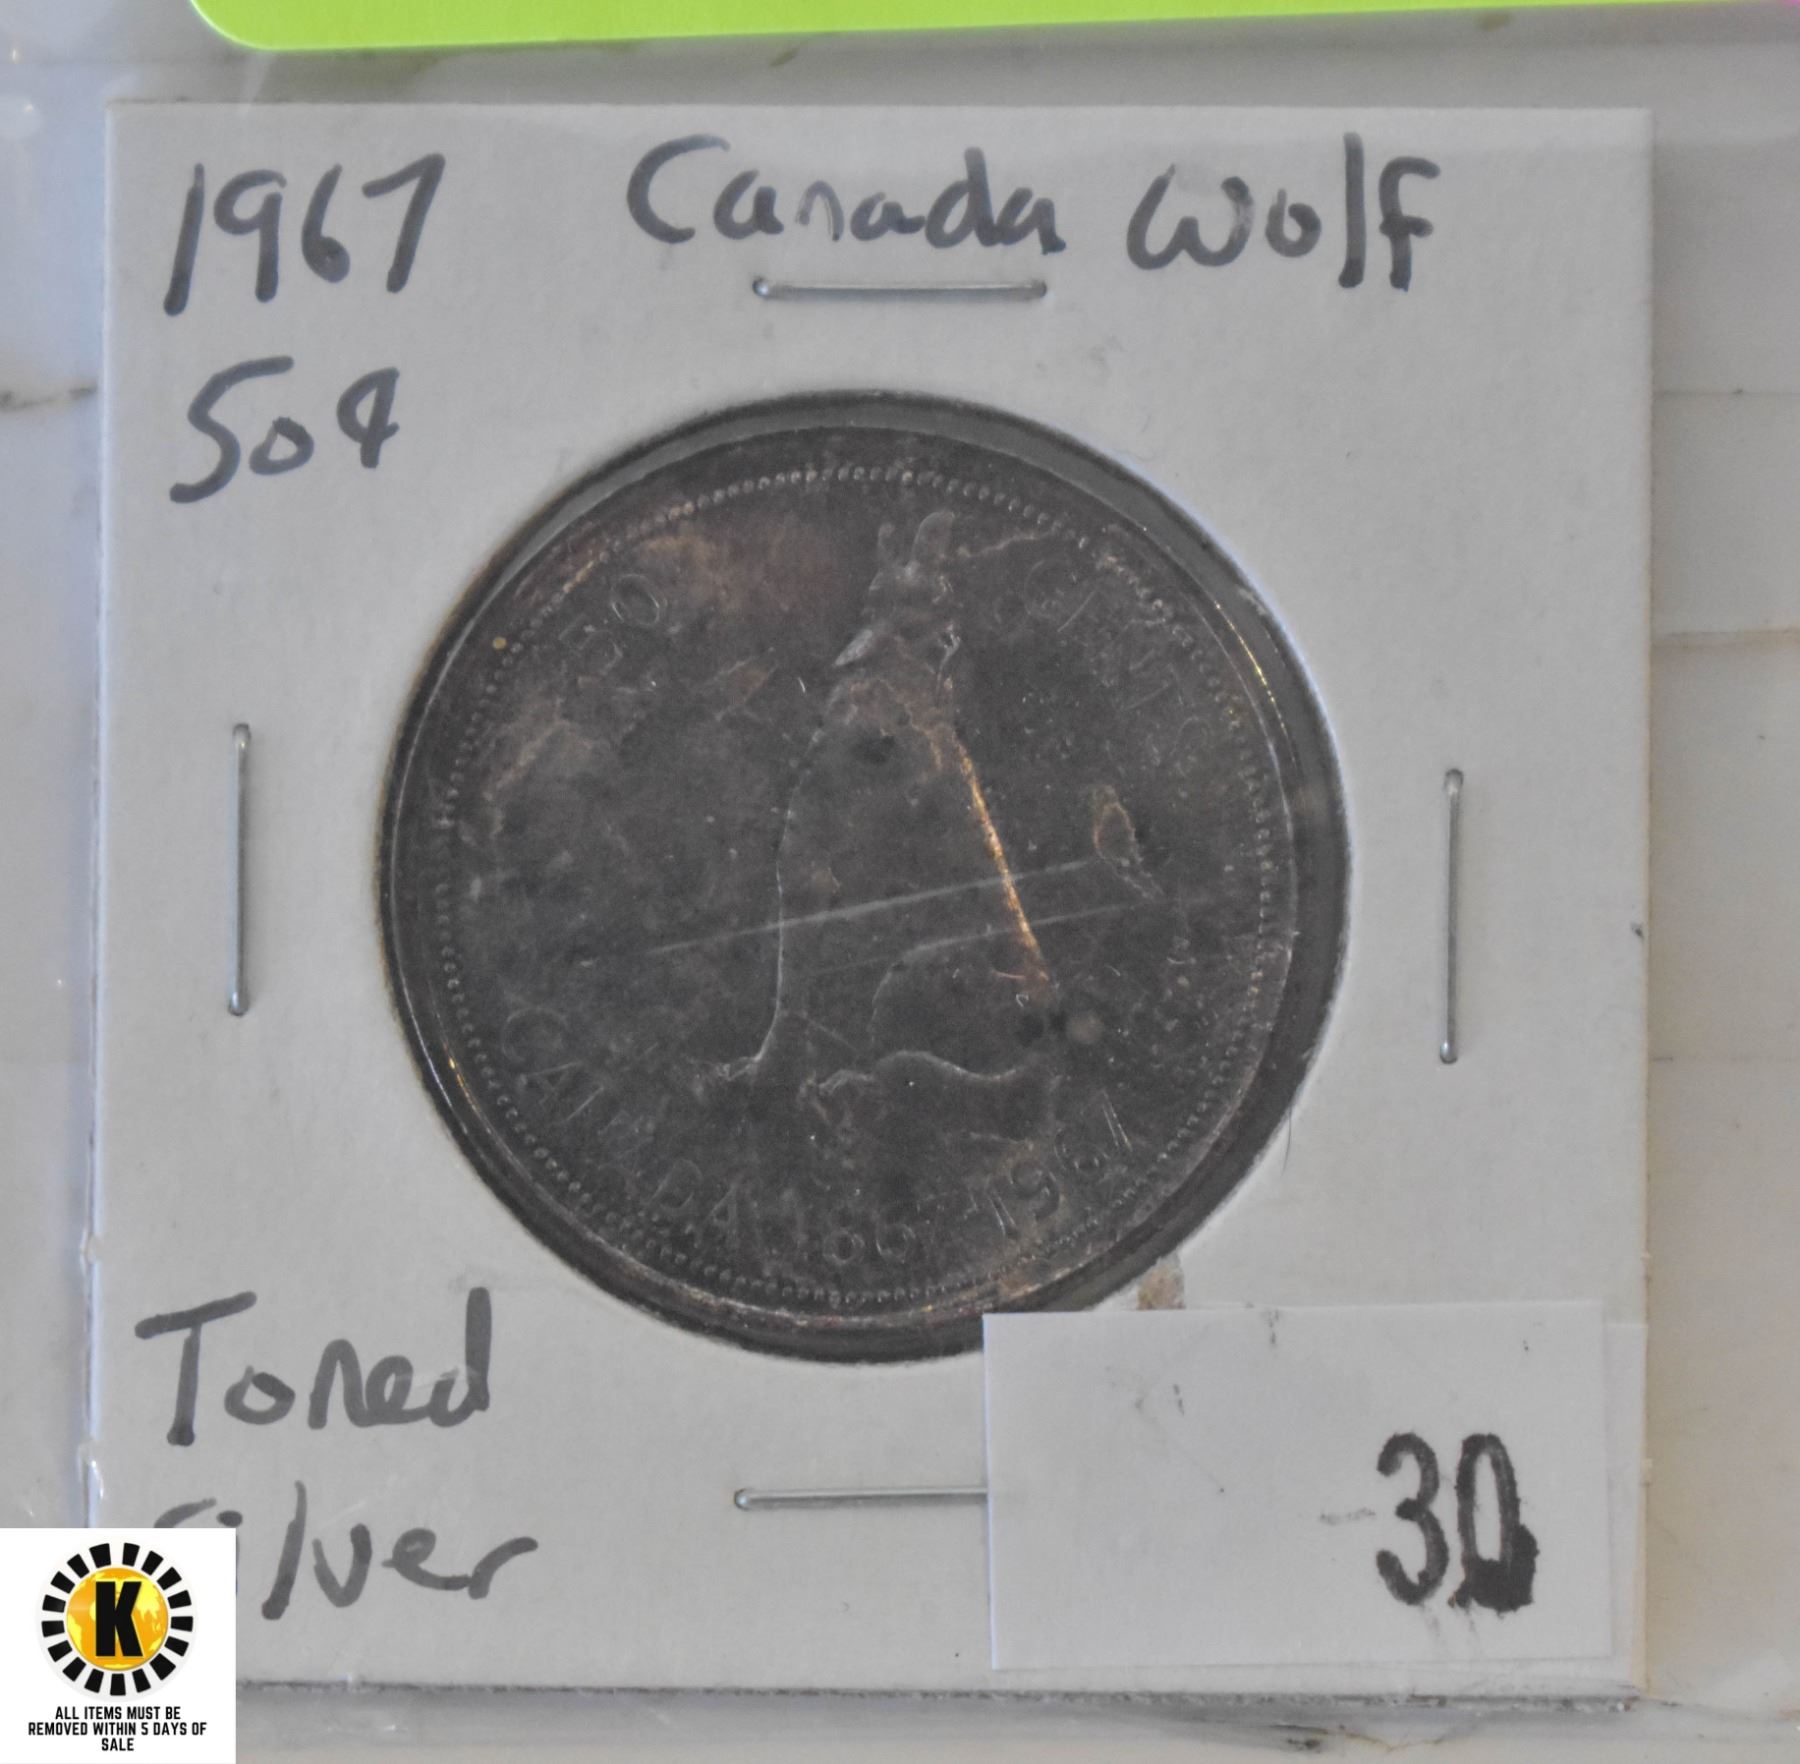 1967 Canada Wolf
50¢
50 CENTS
CANADA 1867-1967
Toned
Silver
30
K
ALL ITEMS MUST BE
REMOVED WITHIN 5 DAYS OF
SALE